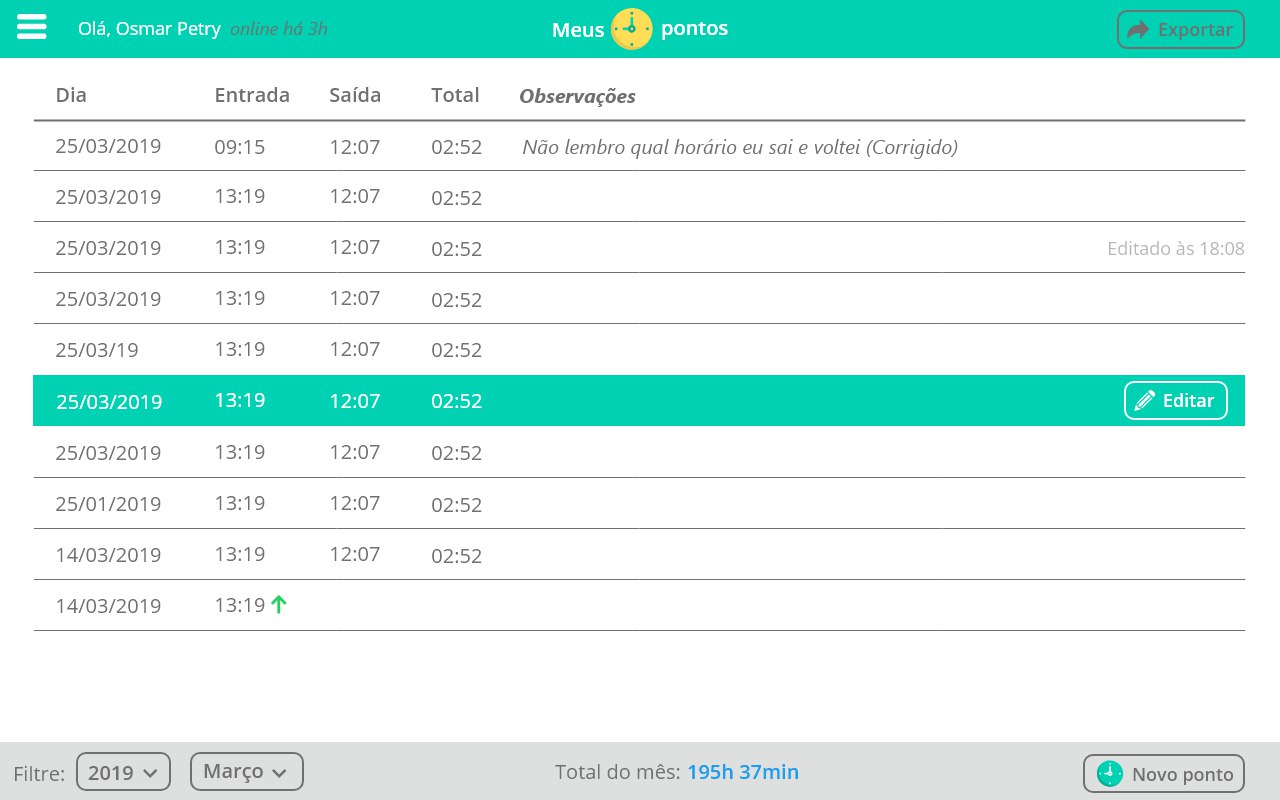 Olá, Osmar Petry online há 3h Meus pontos Exportar
Dia Entrada Saída Total Observações
25/03/2019 09:15 12:07 02:52 Não lembro qual horário eu sai e voltei (Corrigido)
25/03/2019 13:19 12:07 02:52
25/03/2019 13:19 12:07 02:52 Editado às 18:08
25/03/2019 13:19 12:07 02:52
25/03/19 13:19 12:07 02:52
25/03/2019 13:19 12:07 02:52 Editar
25/03/2019 13:19 12:07 02:52
25/01/2019 13:19 12:07 02:52
14/03/2019 13:19 12:07 02:52
14/03/2019 13:19
Filtre: 2019 Março Total do mês: 195h 37min Novo ponto